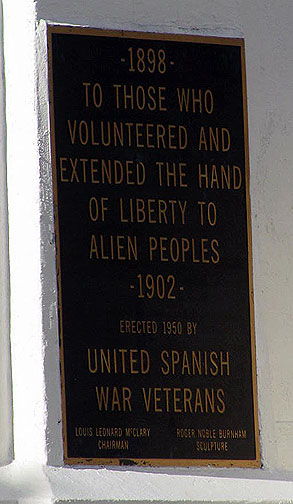 -1898-
TO THOSE WHO
VOLUNTEERED AND
EXTENDED THE HAND
OF LIBERTY TO
ALIEN PEOPLES
-1902-
ERECTED 1950 BY
UNITED SPANISH
WAR VETERANS
LOUIS LEONARD McCLARY
CHAIRMAN
ROGER NOBLE BURNHAM
SCULPTURE